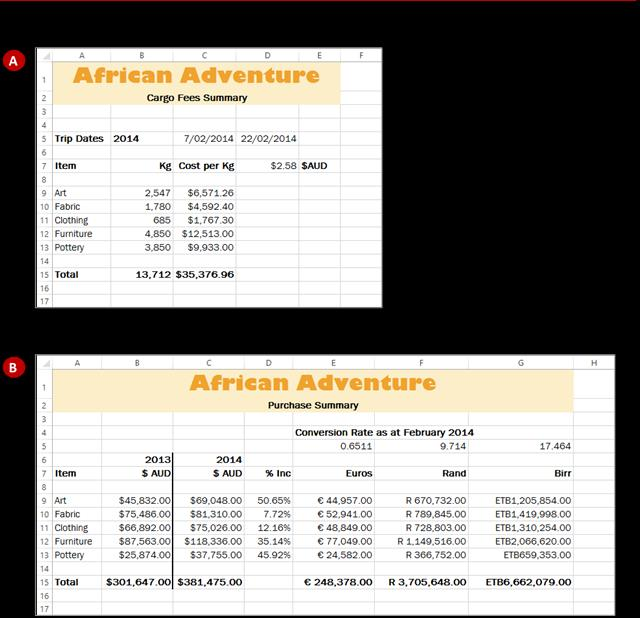 A
A B C D E F
1 African Adventure
2 Cargo Fees Summary
3
4
5 Trip Dates 2014 7/02/2014 22/02/2014
6
7 Item Kg Cost per Kg $2.58 $AUD
8
9 Art 2,547 $6,571.26
10 Fabric 1,780 $4,592.40
11 Clothing 685 $1,767.30
12 Furniture 4,850 $12,513.00
13 Pottery 3,850 $9,933.00
14
15 Total 13,712 $35,376.96
16
17
B
A B C D E F G H
1 African Adventure
2 Purchase Summary
3
4 Conversion Rate as at February 2014
5 0.6511 9.714 17.464
6 2013 2014
7 Item $ AUD $ AUD % Inc Euros Rand Birr
8
9 Art $45,832.00 $69,048.00 50.65% € 44,957.00 R 670,732.00 ETB1,205,854.00
10 Fabric $75,486.00 $81,310.00 7.72% € 52,941.00 R 789,845.00 ETB1,419,998.00
11 Clothing $66,892.00 $75,026.00 12.16% € 48,849.00 R 728,803.00 ETB1,310,254.00
12 Furniture $87,563.00 $118,336.00 35.14% € 77,049.00 R 1,149,516.00 ETB2,066,620.00
13 Pottery $25,874.00 $37,755.00 45.92% € 24,582.00 R 366,752.00 ETB659,353.00
14
15 Total $301,647.00 $381,475.00 € 248,378.00 R 3,705,648.00 ETB6,662,079.00
16
17